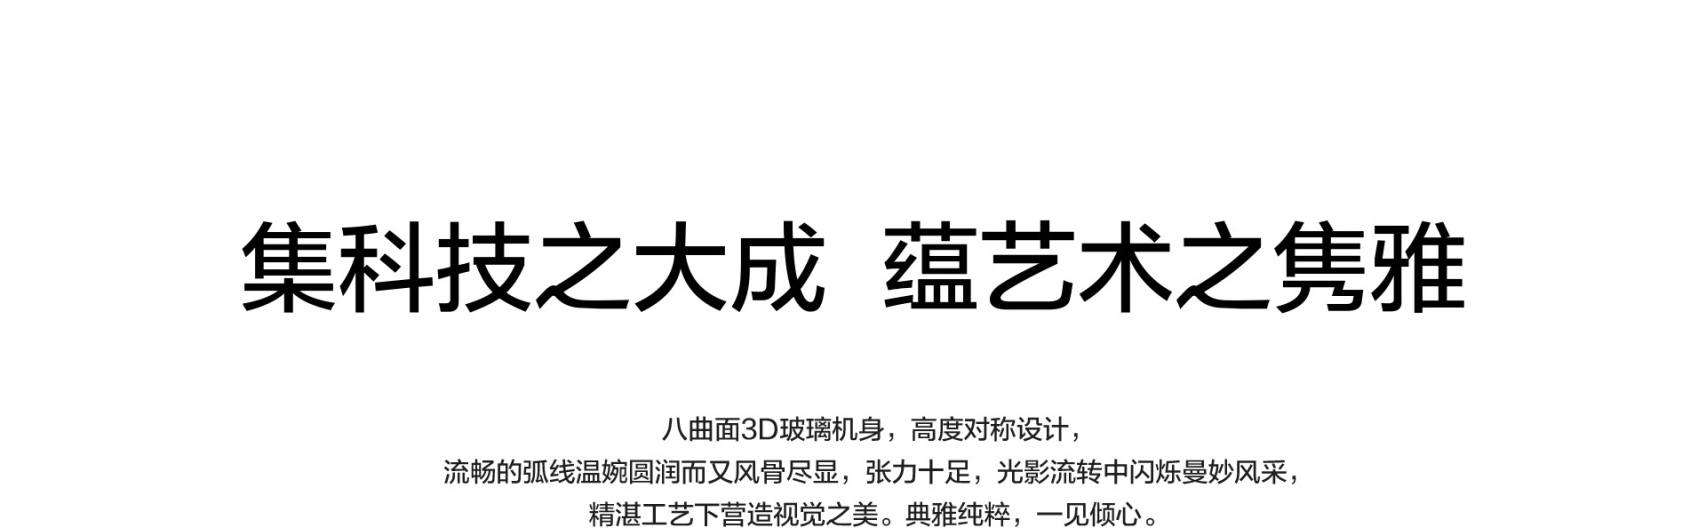 集科技之大成 蕴艺术之隽雅
八曲面3D玻璃机身，高度对称设计，
流畅的弧线温婉圆润而又风骨尽显，张力十足，光影流转中闪烁曼妙风采，
精湛工艺下营造视觉之美。典雅纯粹，一见倾心。